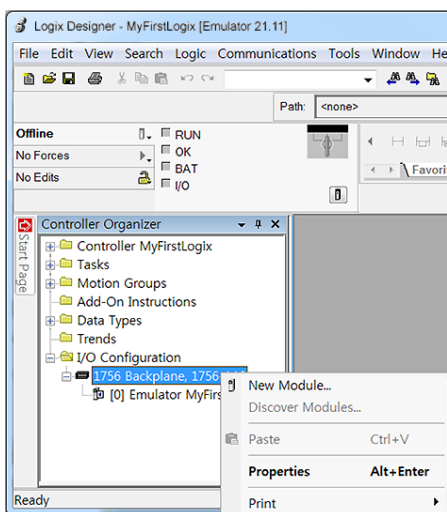 Logix Designer - MyFirstLogix [Emulator 21.11]
File Edit View Search Logic Communications Tools Window
Path: <none>
Offline
RUN
No Forces
OK
BAT
No Edits
I/O
Start Page
Controller Organizer
Controller MyFirstLogix
Tasks
Motion Groups
Add-On Instructions
Data Types
Trends
I/O Configuration
1756 Backplane,
[0] Emulator
New Module...
Discover Modules...
Paste Ctrl+V
Properties Alt+Enter
Print
Ready